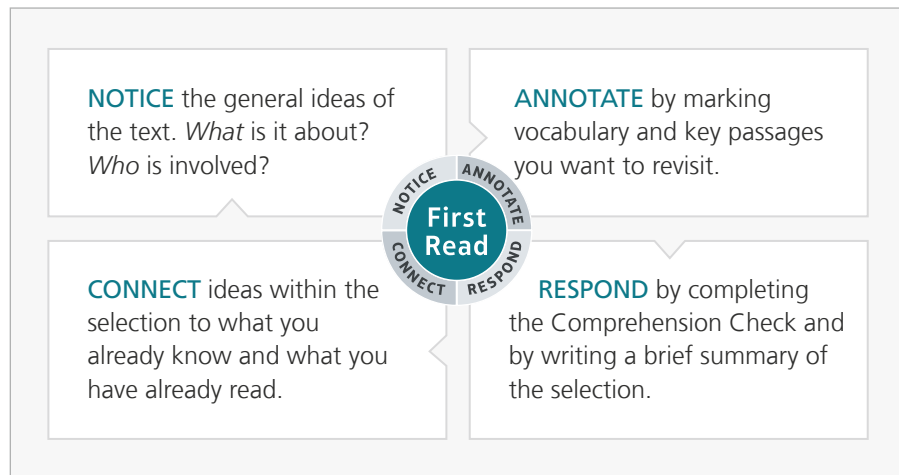 NOTICE the general ideas of
the text. What is it about?
Who is involved?
ANNOTATE by marking
vocabulary and key passages
you want to revisit.
NOTICE
ANNOTATE
First
Read
CONNECT
RESPOND
CONNECT ideas within the
selection to what you
already know and what you
have already read.
RESPOND by completing
the Comprehension Check and
by writing a brief summary of
the selection.